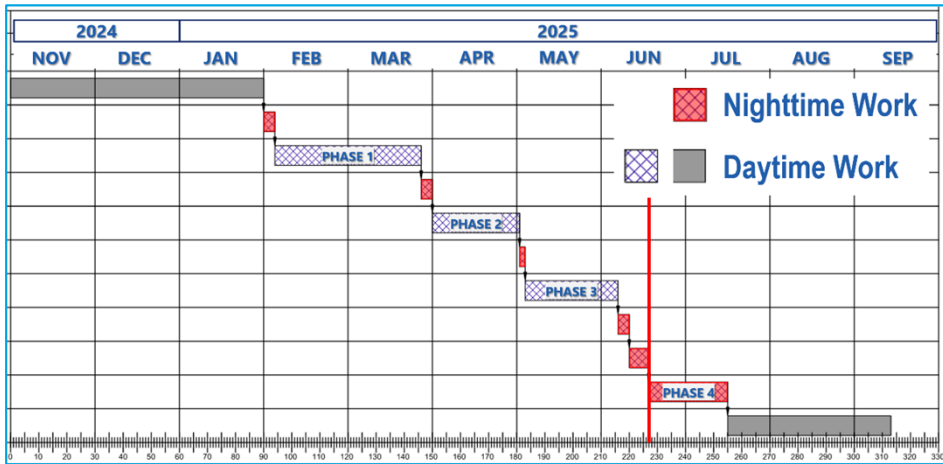 2024 2025
NOV DEC JAN FEB MAR APR MAY JUN JUL AUG SEP
Nighttime Work
PHASE 1
Daytime Work
PHASE 2
PHASE 3
PHASE 4
0 10 20 30 40 50 60 70 80 90 100 110 120 130 140 150 160 170 180 190 200 210 220 230 240 250 260 270 280 290 300 310 320 330